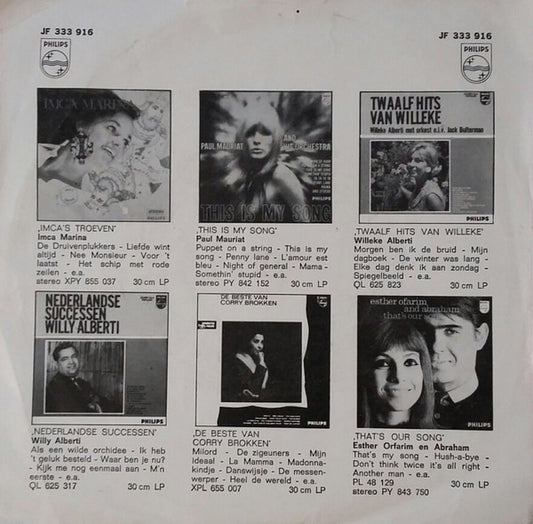 JF 333 916
JF 333 916
PHILIPS
PHILIPS
IMCA MARINA
PAUL MAURIAT
AND HIS ORCHESTRA
THIS IS MY SONG
PHILIPS
TWAALF HITS
VAN WILLEKE
Willeke Alberti met orkest o.l.v. Jack Bulterman
PHILIPS
‚IMCA'S TROEVEN'
Imca Marina
De Druivenplukkers - Liefde wint
altijd - Nee Monsieur - Voor 't
laatst - Het schip met rode
zeilen - e.a.
stereo XPY 855 037 30 cm LP
‚THIS IS MY SONG'
Paul Mauriat
Puppet on a string - This is my
song - Penny lane - L'amour est
bleu - Night of general - Mama -
Somethin' stupid - e.a.
stereo PY 842 152 30 cm LP
‚TWAALF HITS VAN WILLEKE'
Willeke Alberti
Morgen ben ik de bruid - Mijn
dagboek - De winter was lang -
Elke dag denk ik aan zondag -
Spiegelbeeld - e.a.
QL 625 823 30 cm LP
NEDERLANDSE
SUCCESSEN
WILLY ALBERTI
PHILIPS
DE BESTE VAN
CORRY BROKKEN
PHILIPS
esther ofarim
and abraham
that's our song
PHILIPS
‚NEDERLANDSE SUCCESSEN'
Willy Alberti
Als een wilde orchidee - Ik heb
't geluk besteld - Waar ben je nu?
- Kijk me nog eenmaal aan - M'n
eerste - e.a.
QL 625 317 30 cm LP
‚DE BESTE VAN
CORRY BROKKEN'
Milord - De zigeuners - Mijn
ideaal - La Mamma - Madonna-
kindje - Danswijsje - De messen-
werper - Heel de wereld - e.a.
XPL 655 007 30 cm LP
‚THAT'S OUR SONG'
Esther Orfarim en Abraham
That's my song - Hush-a-bye -
Don't think twice it's all right -
Another man - e.a.
PL 48 129 30 cm LP
stereo PY 843 750